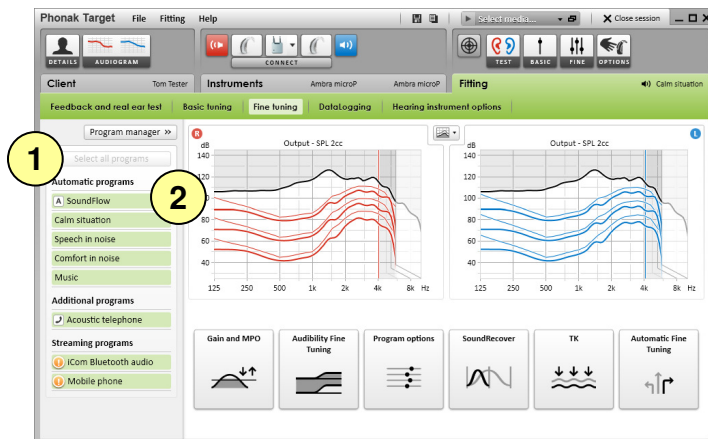 Phonak Target File Fitting Help
Select media... Close session
DETAILS AUDIOGRAM CONNECT TEST BASIC FINE OPTIONS
Client Tom Tester Instruments Ambra microP Ambra microP Fitting Calm situation
Feedback and real ear test Basic tuning Fine tuning DataLogging Hearing instrument options
Program manager »
1
Select all programs
Automatic programs
A SoundFlow
Calm situation
Speech in noise
Comfort in noise
Music
Additional programs
Acoustic telephone
Streaming programs
iCom Bluetooth audio
Mobile phone
2
R
Output - SPL 2cc
dB
140
120
80
60
40
125 250 500 1k 2k 4k 8k Hz
L
Output - SPL 2cc
dB
140
120
100
80
60
40
125 250 500 1k 2k 4k 8k Hz
Gain and MPO
Audibility Fine
Tuning
Program options
SoundRecover
TK
Automatic Fine
Tuning